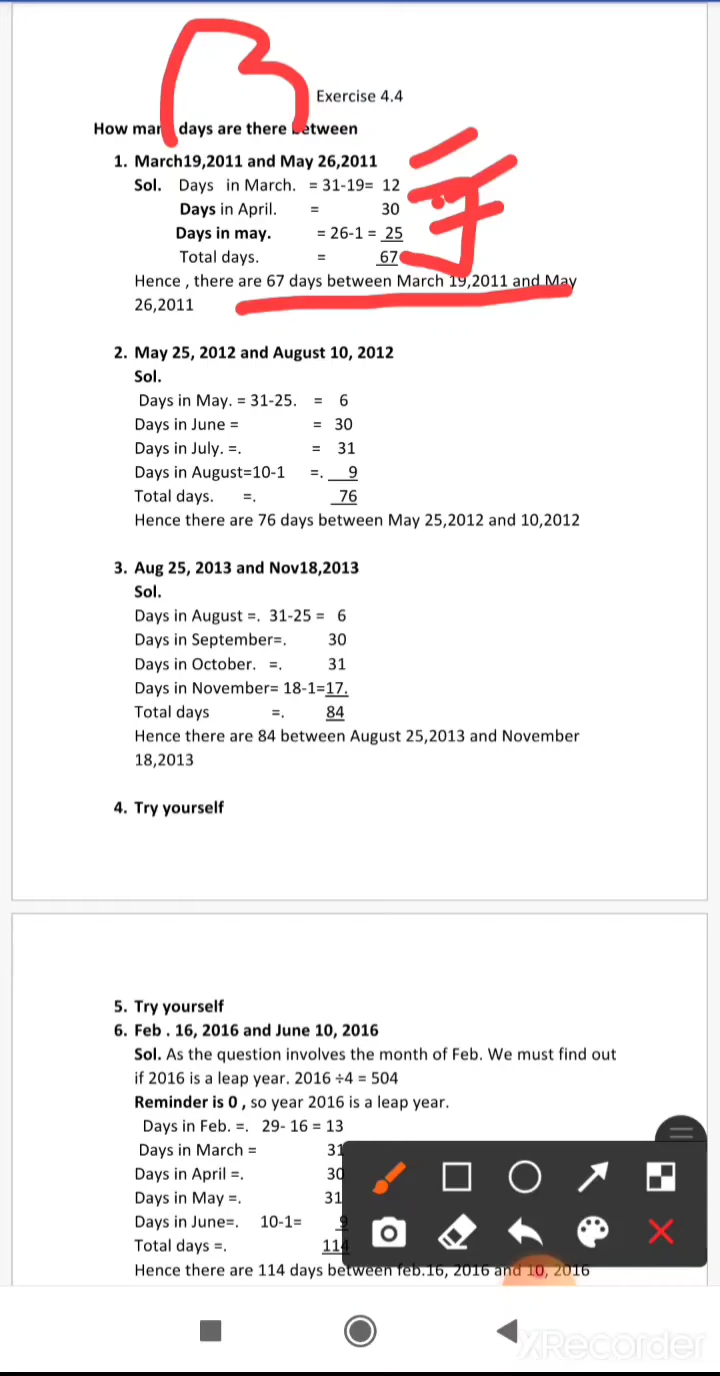 Exercise 4.4
How many days are there between
1. March19,2011 and May 26,2011
Sol. Days in March. = 31-19= 12
Days in April. = 30
Days in may. = 26-1 = 25
Total days. = 67
Hence , there are 67 days between March 19,2011 and May
26,2011
2. May 25, 2012 and August 10, 2012
Sol.
Days in May. = 31-25. = 6
Days in June = = 30
Days in July. =. = 31
Days in August=10-1 =. 9
Total days. =. 76
Hence there are 76 days between May 25,2012 and 10,2012
3. Aug 25, 2013 and Nov18,2013
Sol.
Days in August =. 31-25 = 6
Days in September=. 30
Days in October. =. 31
Days in November= 18-1=17.
Total days =. 84
Hence there are 84 between August 25,2013 and November
18,2013
4. Try yourself
5. Try yourself
6. Feb . 16, 2016 and June 10, 2016
Sol. As the question involves the month of Feb. We must find out
if 2016 is a leap year. 2016 ÷4 = 504
Reminder is 0 , so year 2016 is a leap year.
Days in Feb. =. 29- 16 = 13
Days in March = 31
Days in April =. 30
Days in May =. 31
Days in June=. 10-1= 9
Total days =. 114
Hence there are 114 days between feb.16, 2016 and 10, 2016
XRecorder